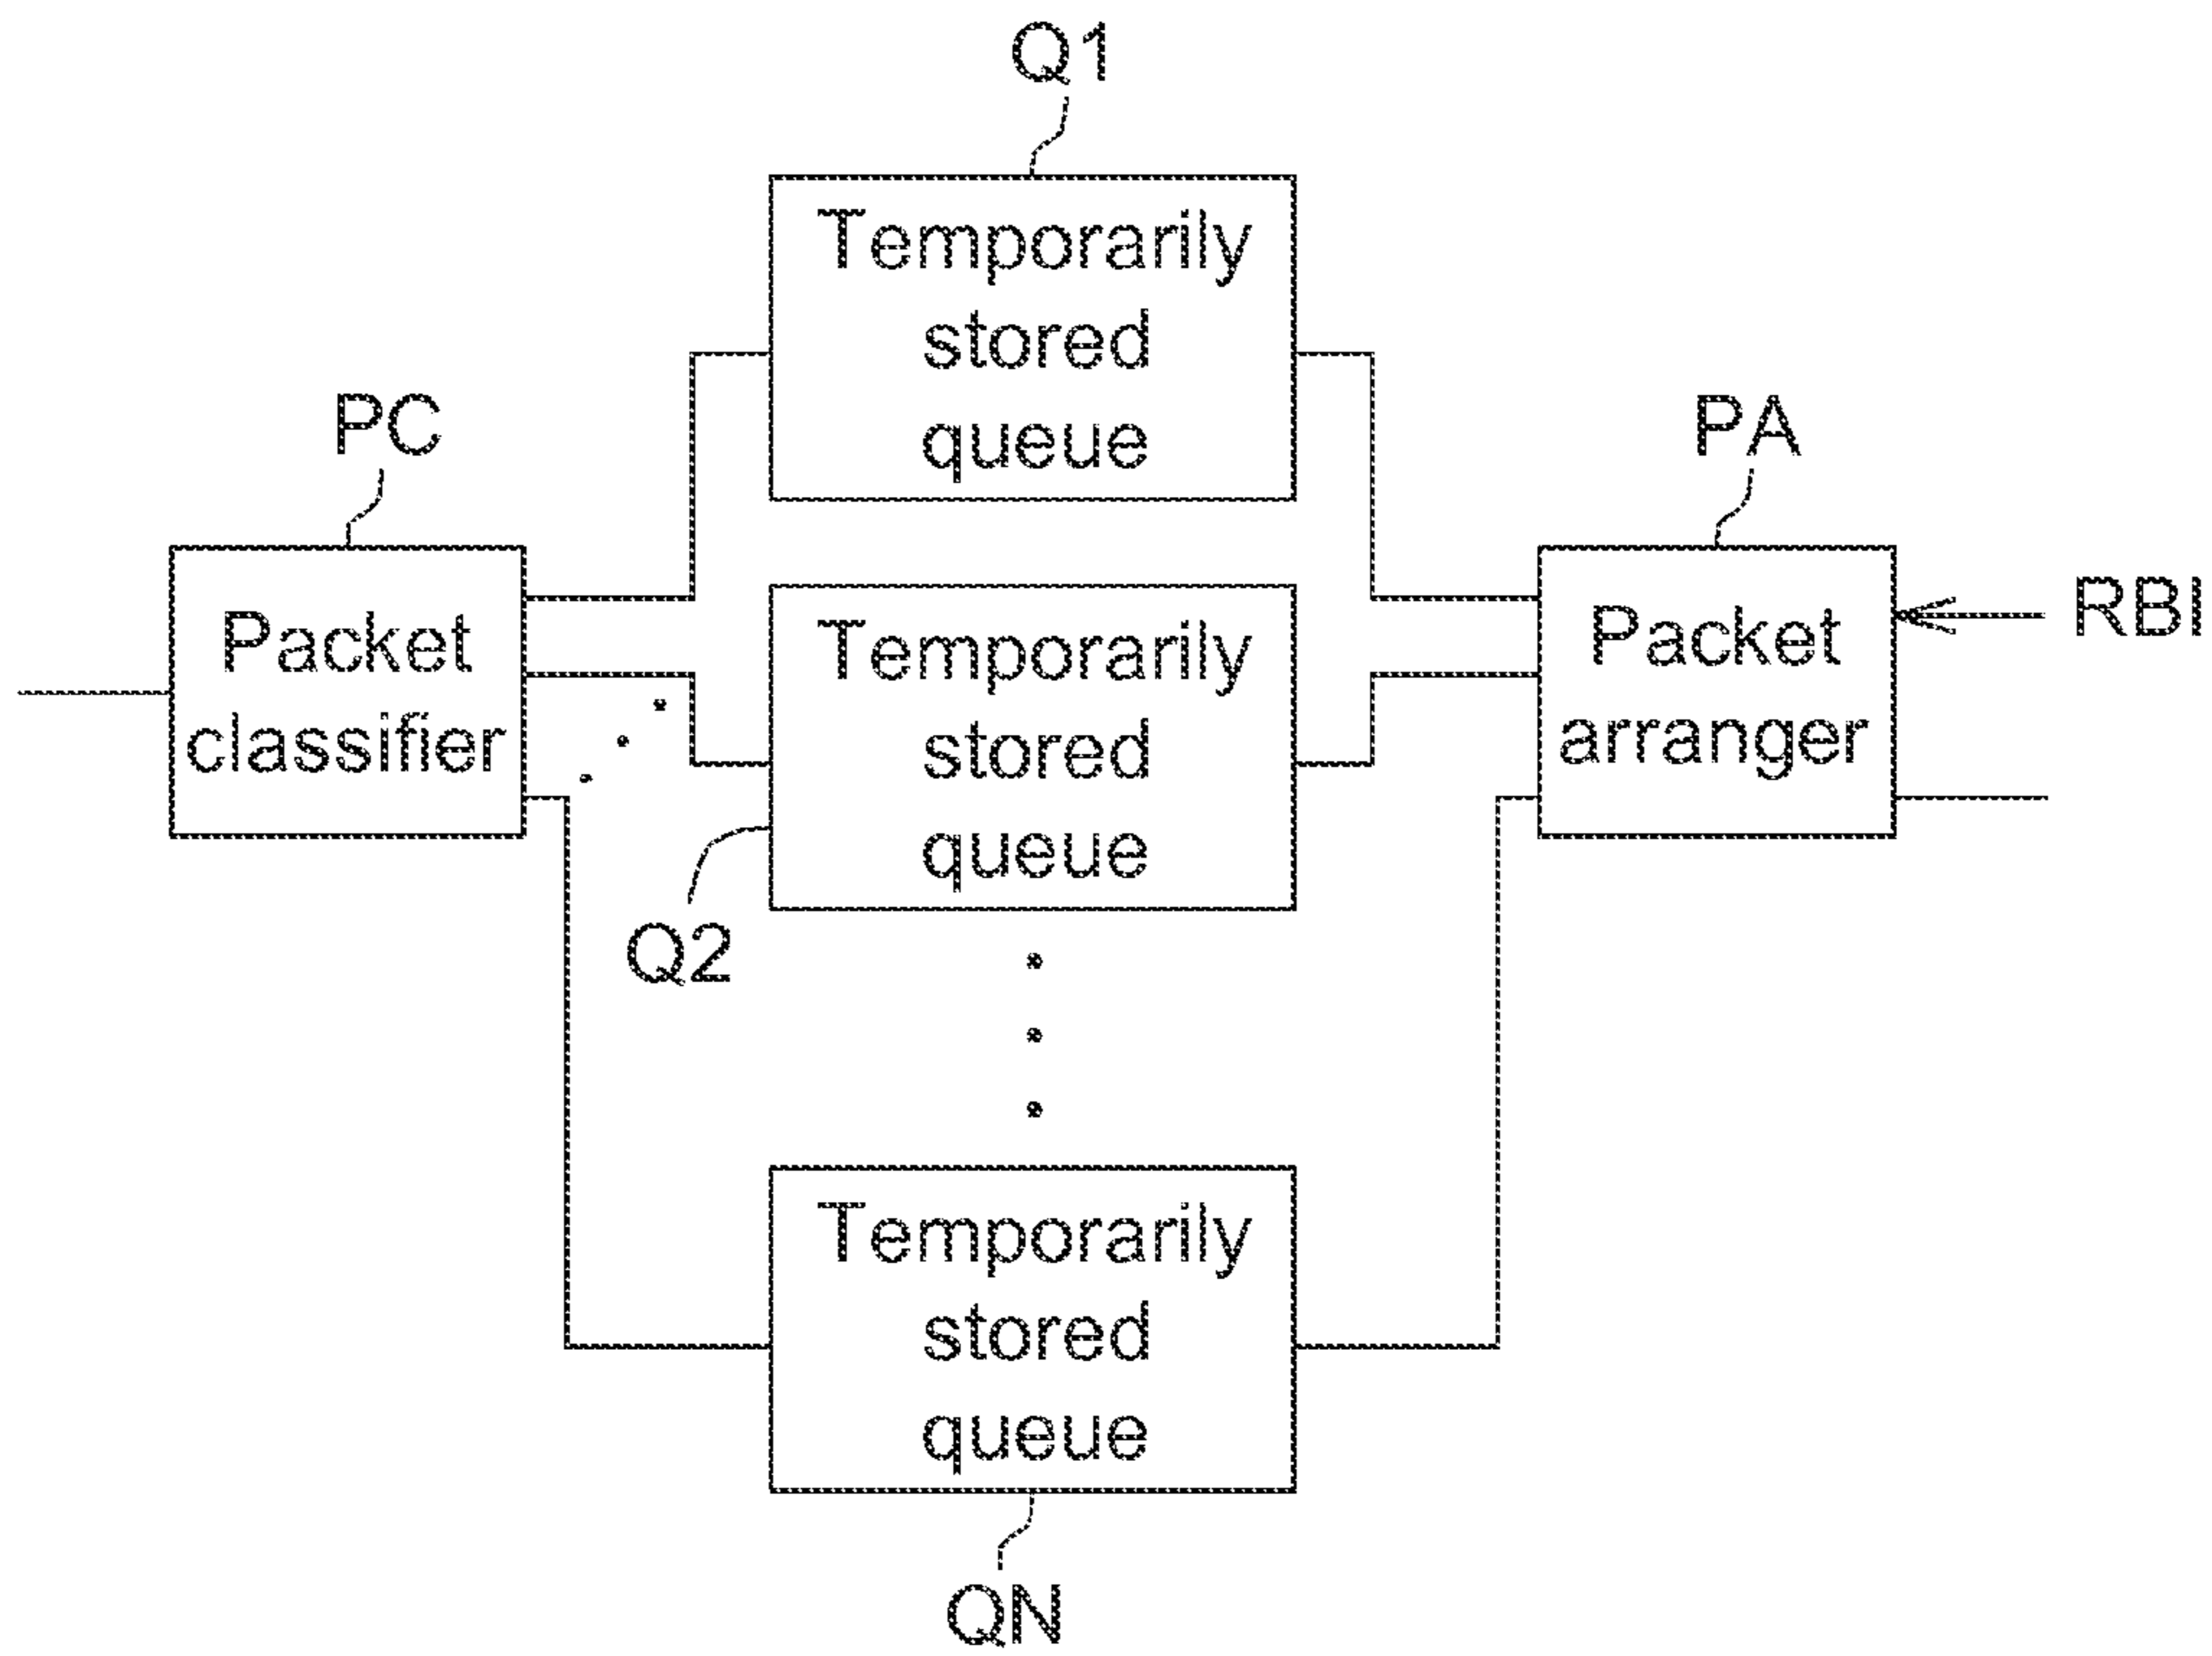 Q1
Temporarily
stored
queue
PC
Packet
classifier
Temporarily
stored
queue
Q2
PA
Packet
arranger
RBI
Temporarily
stored
queue
QN